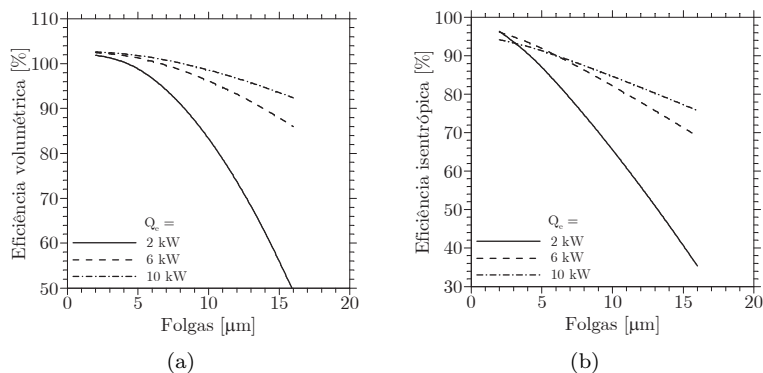 110
100
90
80
70
60
50
Eficiência volumétrica [%]
Qe =
2 kW
6 kW
10 kW
0 5 10 15 20
Folgas [μm]
(a)
100
90
80
70
60
50
40
30
Eficiência isentrópica [%]
Qe =
2 kW
6 kW
10 kW
0 5 10 15 20
Folgas [μm]
(b)